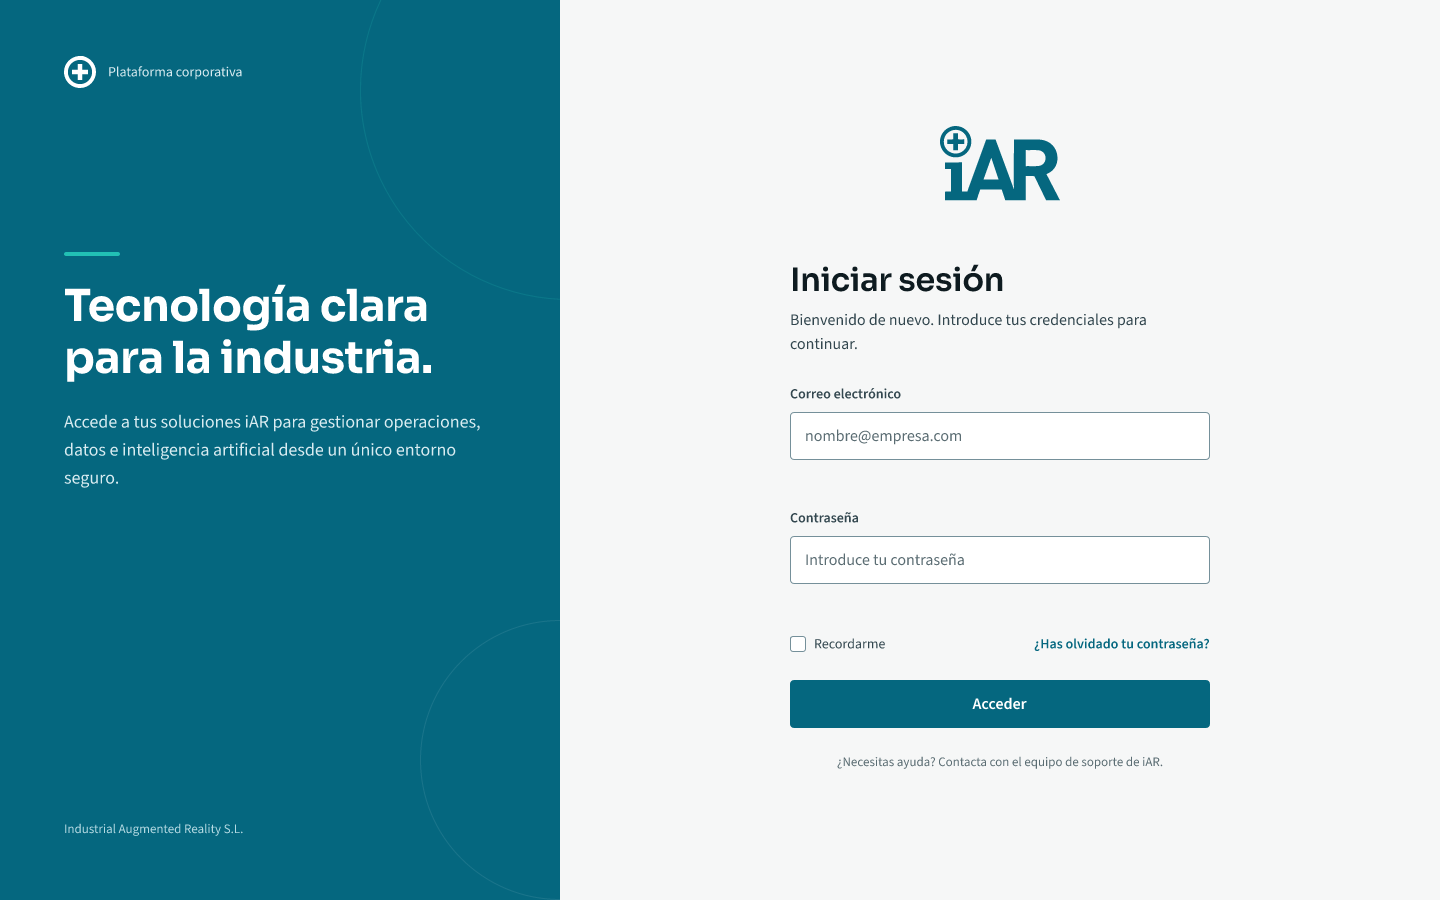 Plataforma corporativa
Tecnología clara
para la industria.
Accede a tus soluciones iAR para gestionar operaciones,
datos e inteligencia artificial desde un único entorno
seguro.
Industrial Augmented Reality S.L.
iAR
Iniciar sesión
Bienvenido de nuevo. Introduce tus credenciales para
continuar.
Correo electrónico
nombre@empresa.com
Contraseña
Introduce tu contraseña
Recordarme
¿Has olvidado tu contraseña?
Acceder
¿Necesitas ayuda? Contacta con el equipo de soporte de iAR.